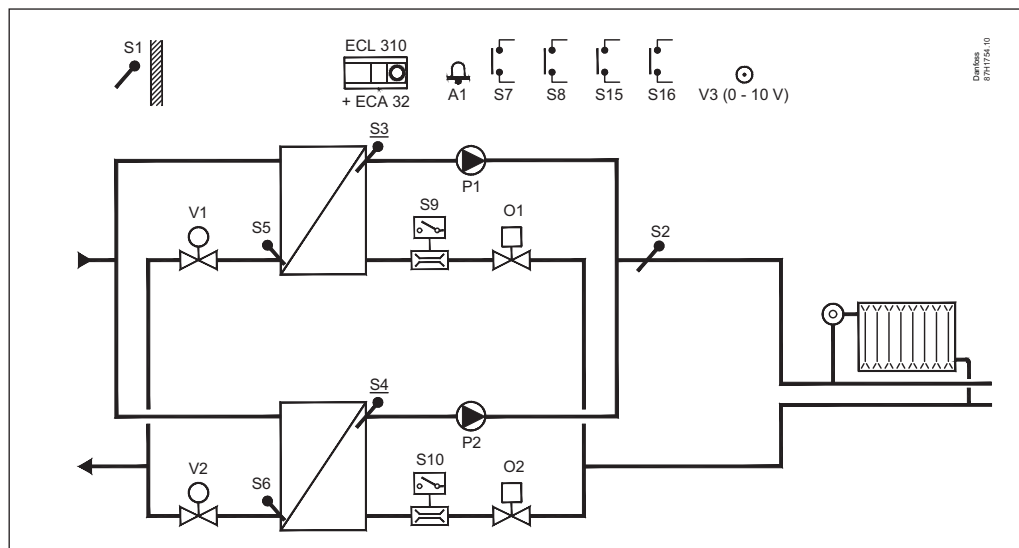 S1
ECL 310
+ ECA 32
A1
S7
S8
S15
S16
V3 (0 - 10 V)
Danfoss
87H1754.10
S3
P1
S9
O1
V1
S5
S2
S4
P2
S10
O2
V2
S6